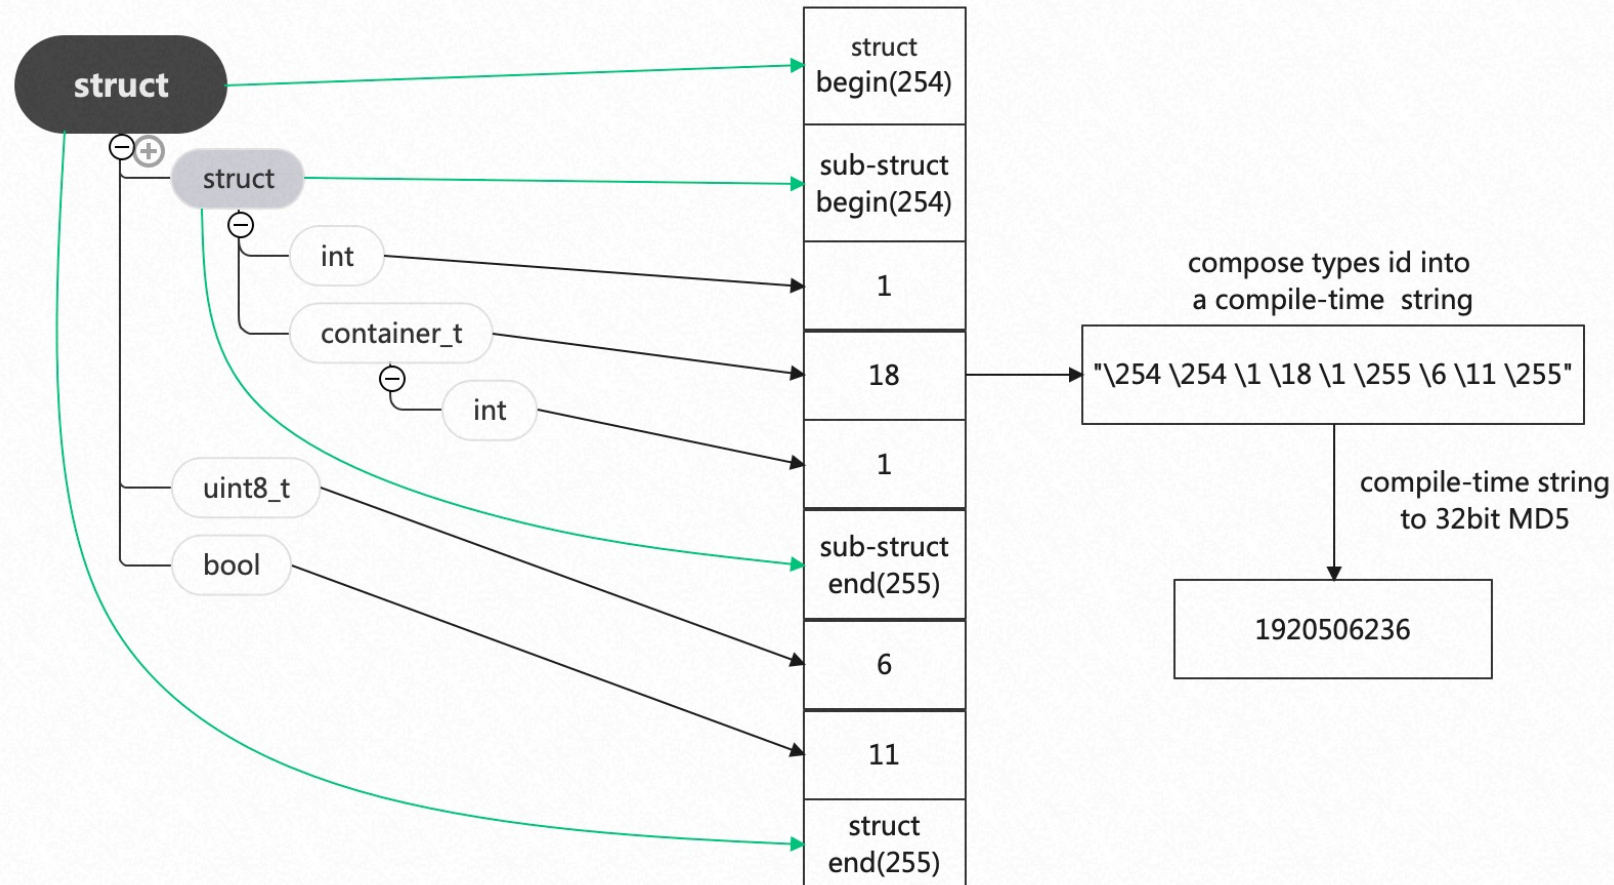 struct
struct
int
container_t
int
uint8_t
bool
struct
begin(254)
sub-struct
begin(254)
1
18
1
sub-struct
end(255)
6
11
struct
end(255)
compose types id into
a compile-time string
"\254 \254 \1 \18 \1 \255 \6 \11 \255"
compile-time string
to 32bit MD5
1920506236